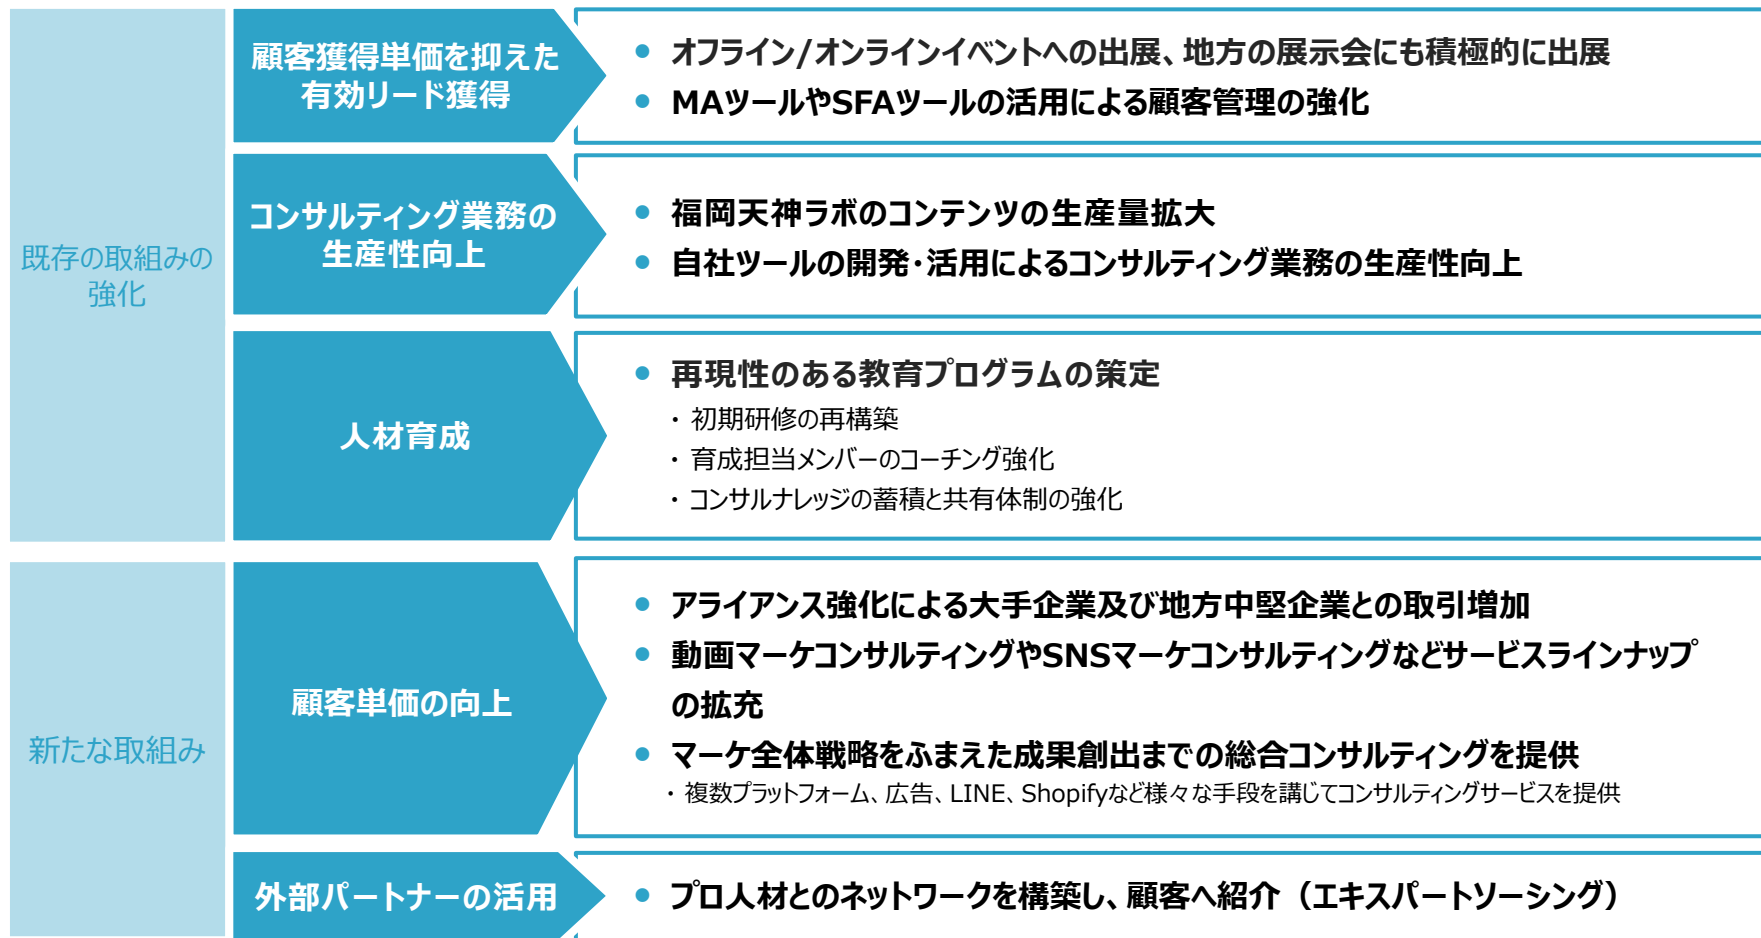 既存の取組みの
強化
顧客獲得単価を抑えた
有効リード獲得
● オフライン/オンラインイベントへの出展、地方の展示会にも積極的に出展
● MAツールやSFAツールの活用による顧客管理の強化
コンサルティング業務の
生産性向上
● 福岡天神ラボのコンテンツの生産量拡大
● 自社ツールの開発・活用によるコンサルティング業務の生産性向上
人材育成
● 再現性のある教育プログラムの策定
・ 初期研修の再構築
・ 育成担当メンバーのコーチング強化
・ コンサルナレッジの蓄積と共有体制の強化
新たな取組み
顧客単価の向上
● アライアンス強化による大手企業及び地方中堅企業との取引増加
● 動画マーケコンサルティングやSNSマーケコンサルティングなどサービスラインナップ
の拡充
● マーケ全体戦略をふまえた成果創出までの総合コンサルティングを提供
・ 複数プラットフォーム、広告、LINE、Shopifyなど様々な手段を講じてコンサルティングサービスを提供
外部パートナーの活用
● プロ人材とのネットワークを構築し、顧客へ紹介（エキスパートソーシング）